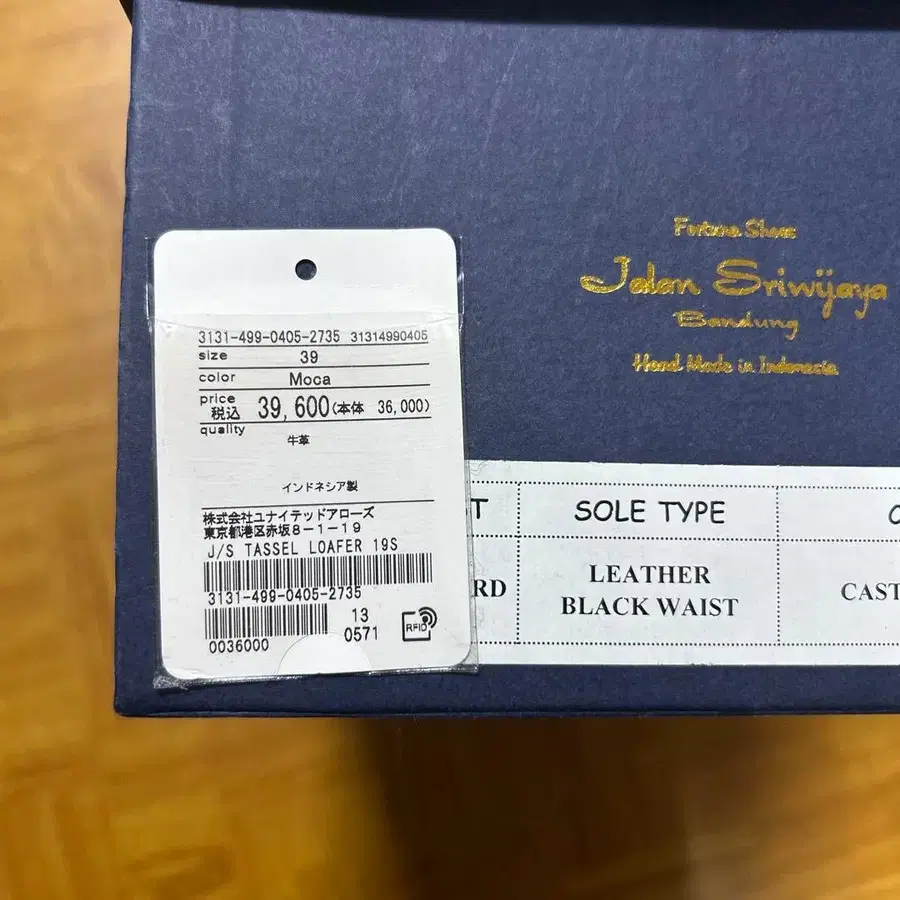 Fortune Shoes
Jalan Sriwijaya
Bandung
Hand Made in Indonesia
3131-499-0405-2735 31314990405
size 39
color Moca
price
税込 39,600(本体 36,000)
quality
牛革
インドネシア製
株式会社ユナイテッドアローズ
東京都港区赤坂8-1-19
J/S TASSEL LOAFER 19S
3131-499-0405-2735
13
0036000 0571
RFID
T SOLE TYPE
RD LEATHER
BLACK WAIST
CAST